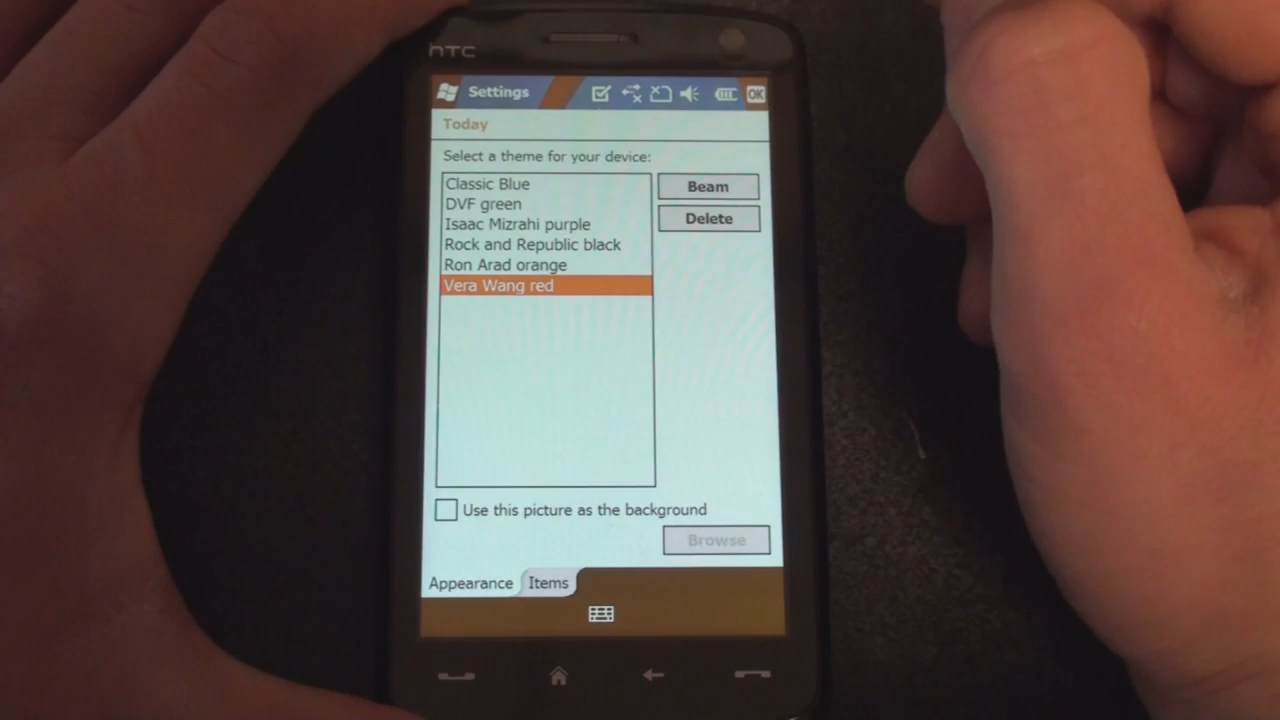 hTC
Settings
OK
Today
Select a theme for your device:
Classic Blue
Beam
DVF green
Delete
Isaac Mizrahi purple
Rock and Republic black
Ron Arad orange
Vera Wang red
Use this picture as the background
Browse
Appearance
Items